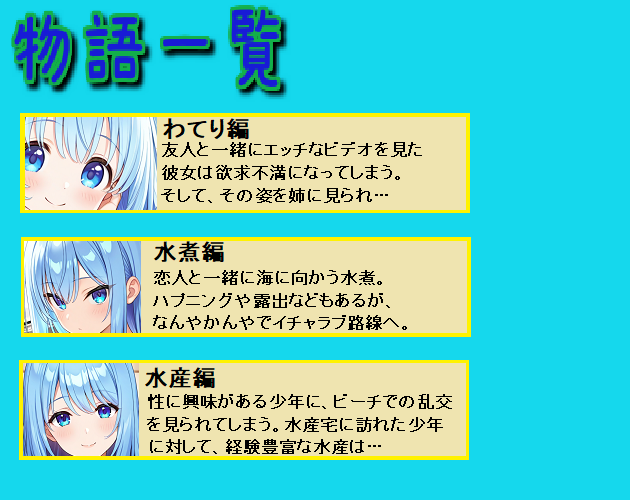 物語一覧
わてり編
友人と一緒にエッチなビデオを見た
彼女は欲求不満になってしまう。
そして、その姿を姉に見られ…
水煮編
恋人と一緒に海に向かう水煮。
ハプニングや露出などもあるが、
なんやかんやでイチャラブ路線へ。
水産編
性に興味がある少年に、ビーチでの乱交
を見られてしまう。水産宅に訪れた少年
に対して、経験豊富な水産は…